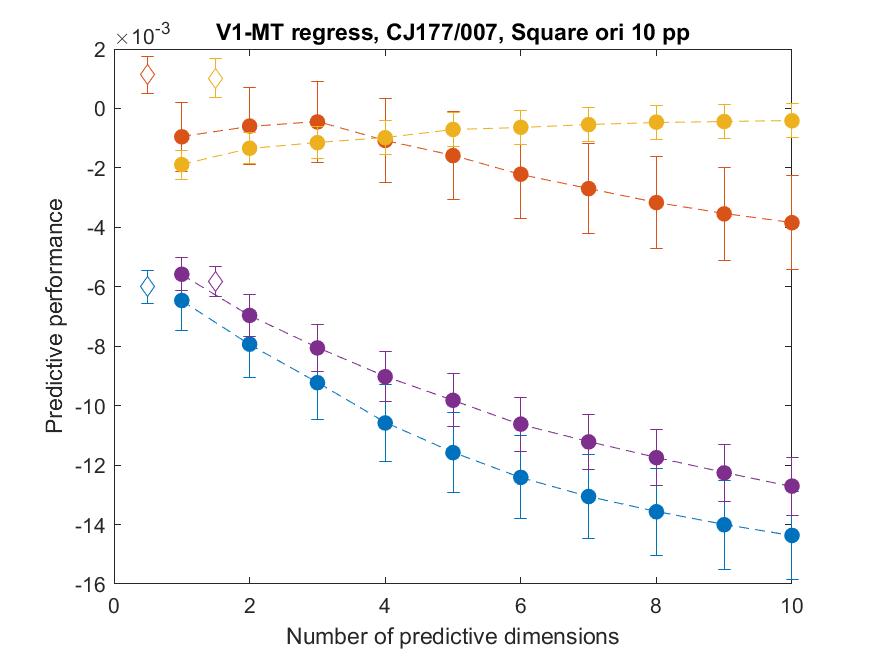 ×10⁻³
V1-MT regress, CJ177/007, Square ori 10 pp
2
0
-2
-4
-6
-8
-10
-12
-14
-16
Predictive performance
0 2 4 6 8 10
Number of predictive dimensions